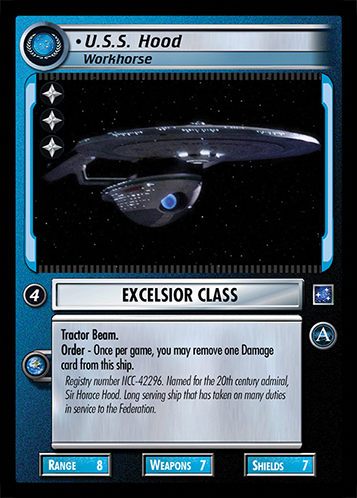 • U.S.S. Hood
Workhorse
4
EXCELSIOR CLASS
A
Tractor Beam.
Order - Once per game, you may remove one Damage
card from this ship.
Registry number NCC-42296. Named for the 20th century admiral,
Sir Horace Hood. Long serving ship that has taken on many duties
in service to the Federation.
RANGE 8 WEAPONS 7 SHIELDS 7